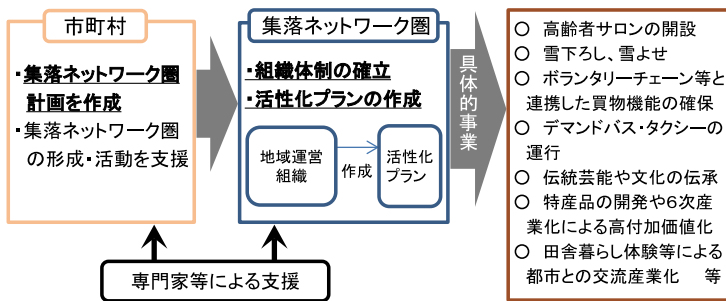 市町村
・集落ネットワーク圏
計画を作成
・集落ネットワーク圏
の形成・活動を支援
集落ネットワーク圏
・組織体制の確立
・活性化プランの作成
地域運営
組織
作成
活性化
プラン
専門家等による支援
具体的事業
○ 高齢者サロンの開設
○ 雪下ろし、雪よせ
○ ボランタリーチェーン等と
連携した買物機能の確保
○ デマンドバス・タクシーの
運行
○ 伝統芸能や文化の伝承
○ 特産品の開発や6次産
業化による高付加価値化
○ 田舎暮らし体験等による
都市との交流産業化 等